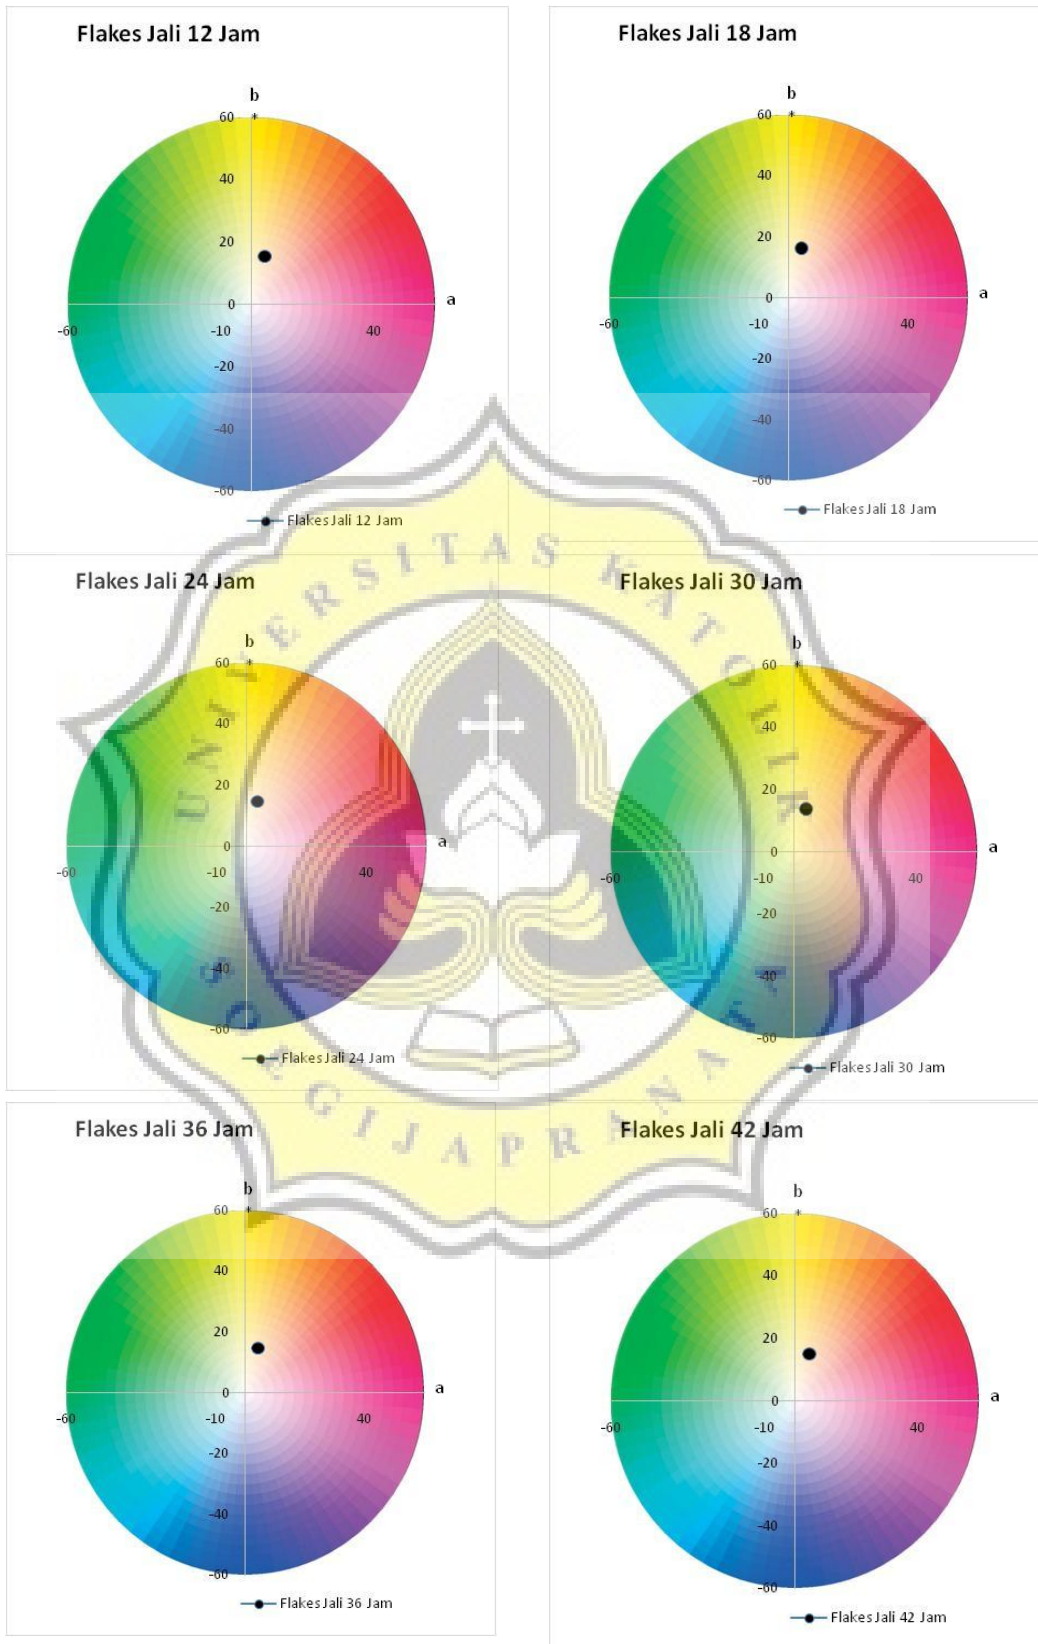 Flakes Jali 12 Jam
b
*
60
40
20
0
a
-60
-10
40
-20
-40
-60
Flakes Jali 12 Jam
Flakes Jali 18 Jam
b
*
60
40
20
0
a
-60
-10
40
-20
-40
-60
Flakes Jali 18 Jam
Flakes Jali 24 Jam
b
*
60
40
20
0
a
-60
-10
40
-20
-40
-60
Flakes Jali 24 Jam
Flakes Jali 30 Jam
b
*
60
40
20
0
a
-60
-10
40
-20
-40
-60
Flakes Jali 30 Jam
Flakes Jali 36 Jam
b
*
60
40
20
0
a
-60
-10
40
-20
-40
-60
Flakes Jali 36 Jam
Flakes Jali 42 Jam
b
*
60
40
20
0
a
-60
-10
40
-20
-40
-60
Flakes Jali 42 Jam
UNIVERSITAS KATOLIK
SOEGIJAPRANATA